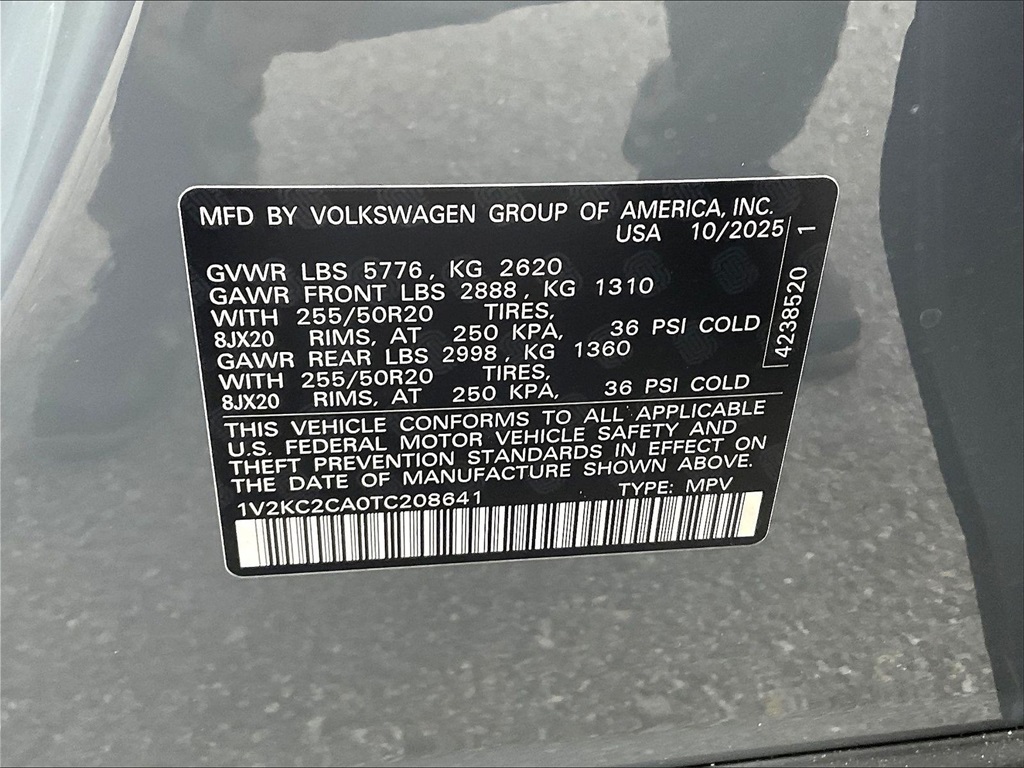 MFD BY VOLKSWAGEN GROUP OF AMERICA, INC.
USA 10/2025
GVWR LBS 5776, KG 2620
GAWR FRONT LBS 2888, KG 1310
WITH 255/50R20 TIRES,
8JX20 RIMS, AT 250 KPA, 36 PSI COLD
GAWR REAR LBS 2998, KG 1360
WITH 255/50R20 TIRES,
8JX20 RIMS, AT 250 KPA, 36 PSI COLD
THIS VEHICLE CONFORMS TO ALL APPLICABLE
U.S. FEDERAL MOTOR VEHICLE SAFETY AND
THEFT PREVENTION STANDARDS IN EFFECT ON
THE DATE OF MANUFACTURE SHOWN ABOVE.
1V2KC2CA0TC208641 TYPE: MPV
4238520 1